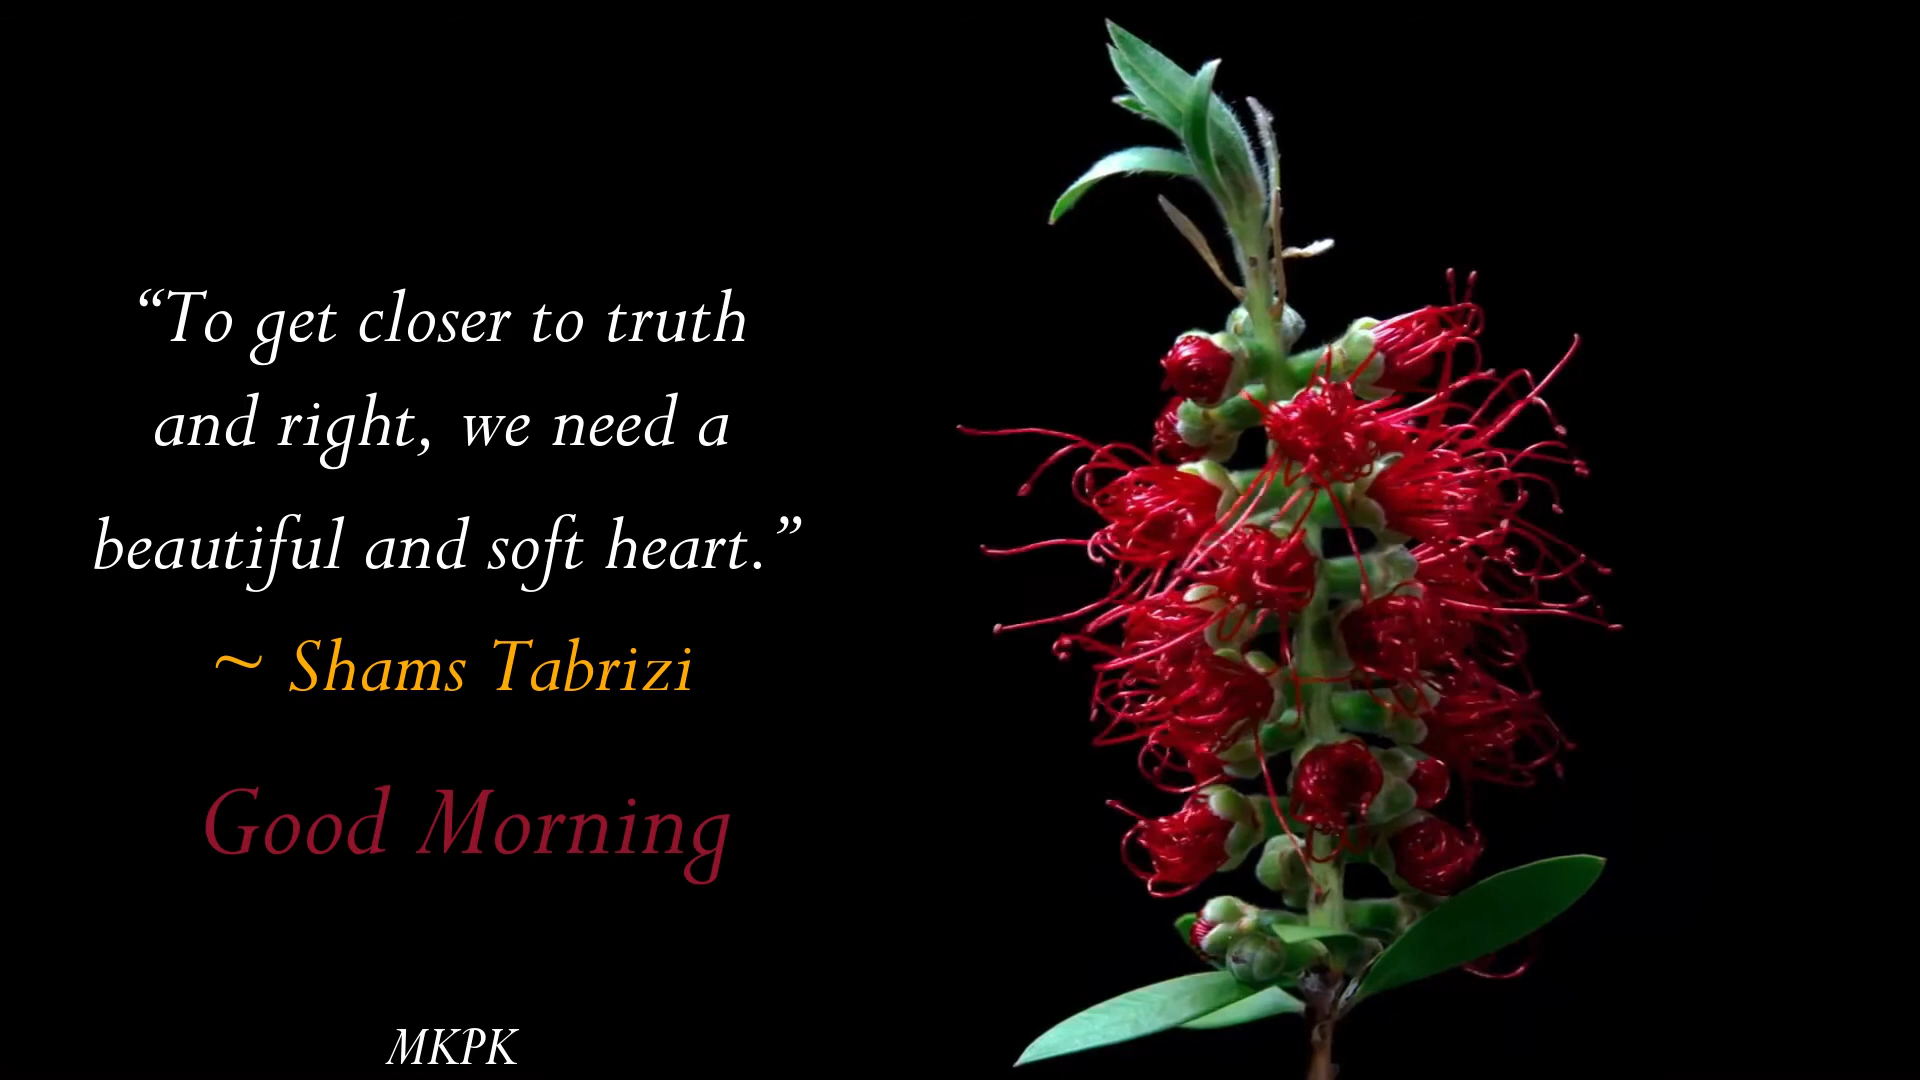 “To get closer to truth
and right, we need a
beautiful and soft heart.”
~ Shams Tabrizi
Good Morning
MKPK